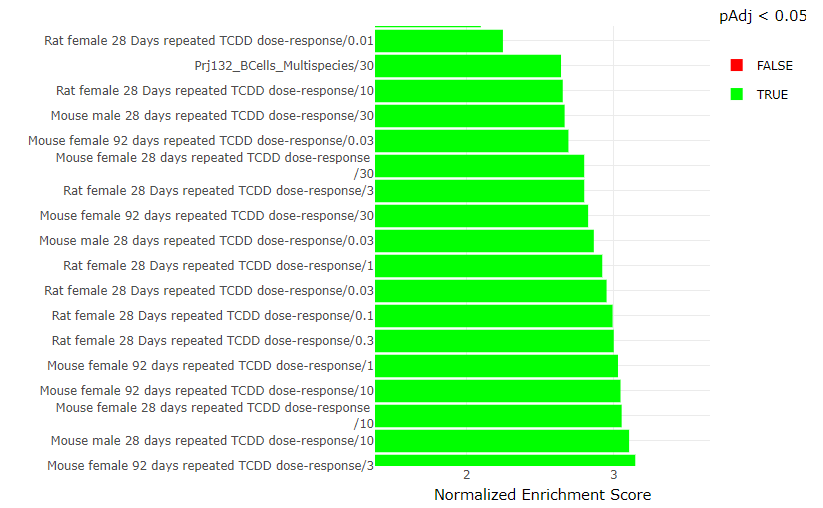 pAdj < 0.05
FALSE
TRUE
Rat female 28 Days repeated TCDD dose-response/0.01
Prj132_BCells_Multispecies/30
Rat female 28 Days repeated TCDD dose-response/10
Mouse male 28 days repeated TCDD dose-response/30
Mouse female 92 days repeated TCDD dose-response/0.03
Mouse female 28 days repeated TCDD dose-response
/30
Rat female 28 Days repeated TCDD dose-response/3
Mouse female 92 days repeated TCDD dose-response/30
Mouse male 28 days repeated TCDD dose-response/0.03
Rat female 28 Days repeated TCDD dose-response/1
Rat female 28 Days repeated TCDD dose-response/0.03
Rat female 28 Days repeated TCDD dose-response/0.1
Rat female 28 Days repeated TCDD dose-response/0.3
Mouse female 92 days repeated TCDD dose-response/1
Mouse female 92 days repeated TCDD dose-response/10
Mouse female 28 days repeated TCDD dose-response
/10
Mouse male 28 days repeated TCDD dose-response/10
Mouse female 92 days repeated TCDD dose-response/3
2 3
Normalized Enrichment Score